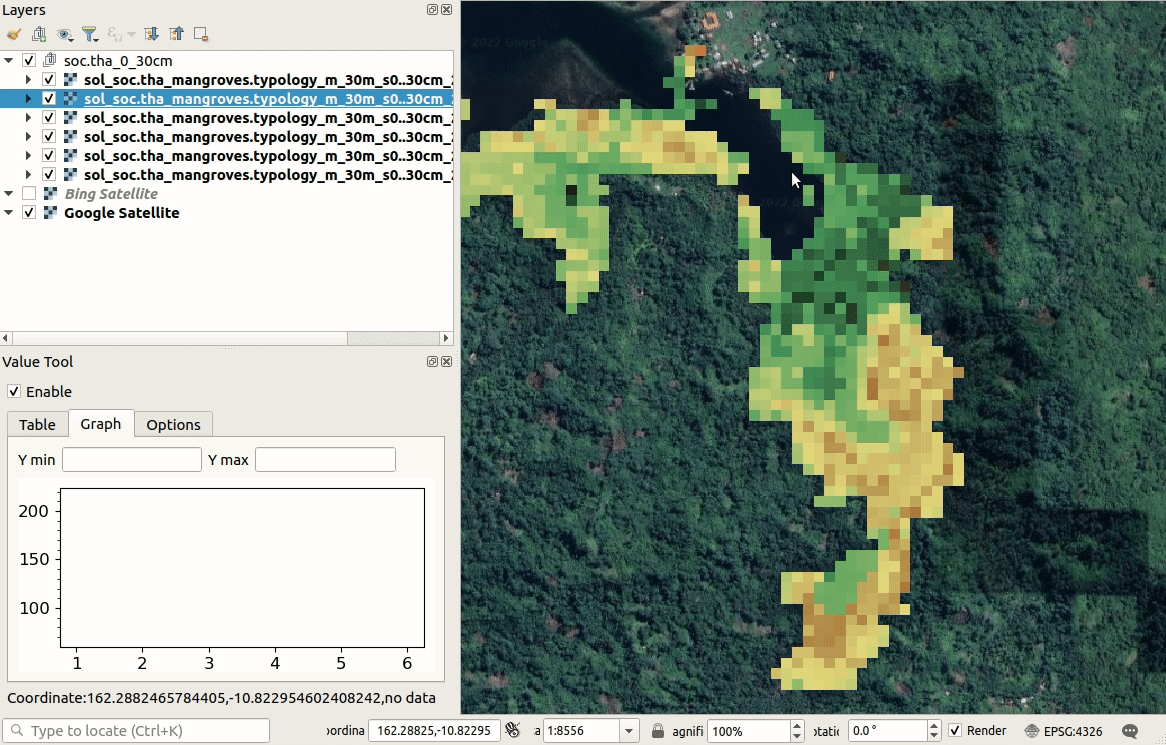 Layers
soc.tha_0_30cm
sol_soc.tha_mangroves.typology_m_30m_s0..30cm_2
sol_soc.tha_mangroves.typology_m_30m_s0..30cm_2
sol_soc.tha_mangroves.typology_m_30m_s0..30cm_2
sol_soc.tha_mangroves.typology_m_30m_s0..30cm_2
sol_soc.tha_mangroves.typology_m_30m_s0..30cm_2
sol_soc.tha_mangroves.typology_m_30m_s0..30cm_2
Bing Satellite
Google Satellite
Value Tool
Enable
Table Graph Options
Y min Y max
200
150
100
1 2 3 4 5 6
Coordinate:162.2882465784405,-10.822954602408242,no data
Type to locate (Ctrl+K) oordina 162.28825,-10.82295 a 1:8556 agnifi 100% otatic 0.0 ° Render EPSG:4326
2022 Google